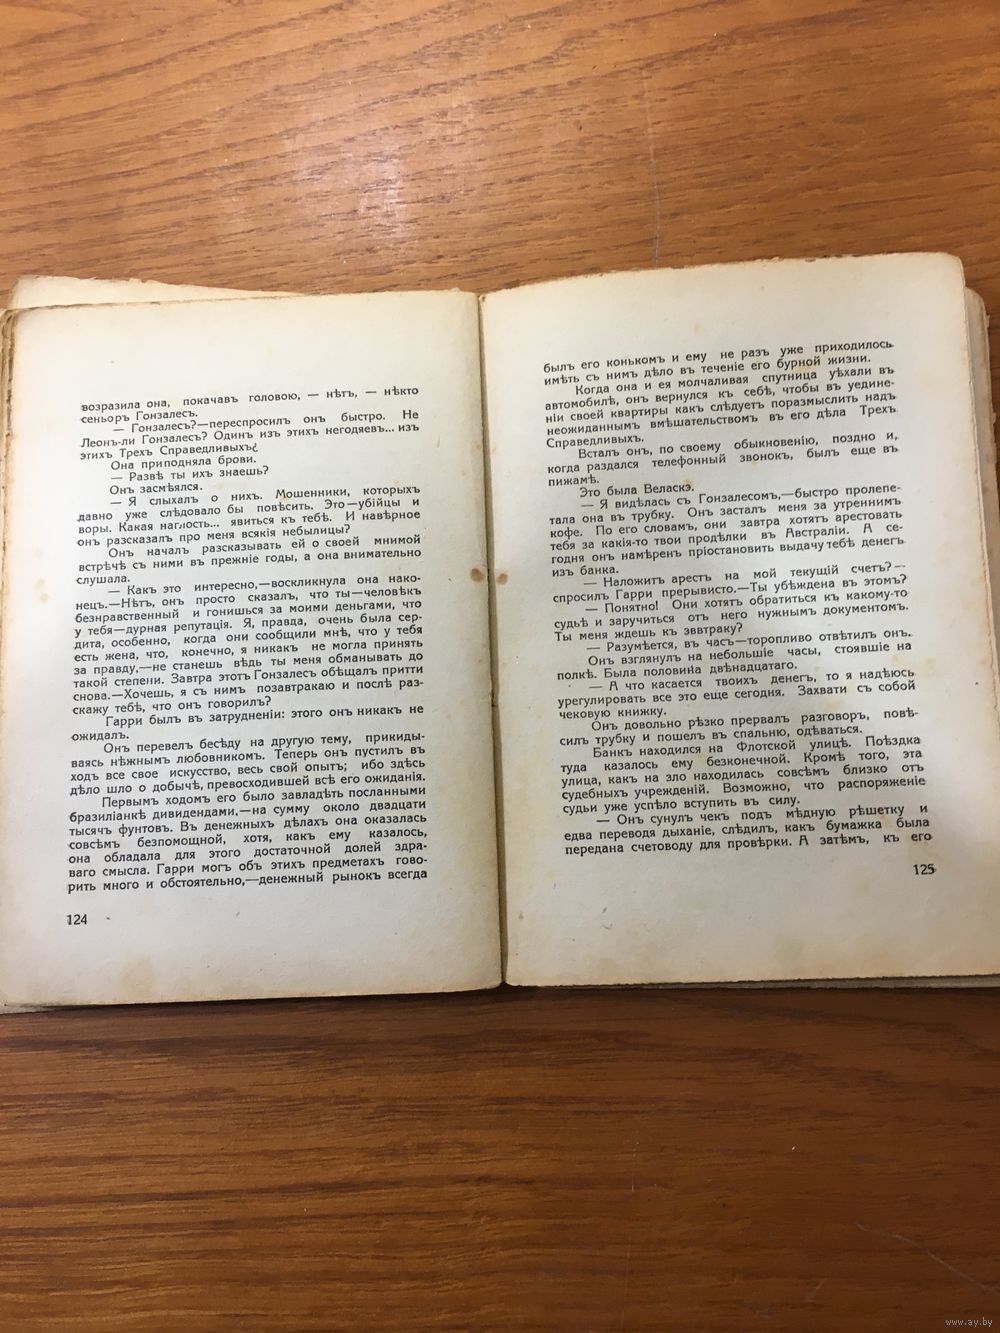 возразила она, покачавъ головою, — нѣтъ, — нѣкто
сеньоръ Гонзалесъ.
— Гонзалесъ?—переспросилъ онъ быстро. Не
Леонъ-ли Гонзалесъ? Одинъ изъ этихъ негодяевъ... изъ
этихъ Трехъ Справедливыхъ¿
Она приподняла брови.
— Развѣ ты ихъ знаешь?
Онъ засмѣялся.
— Я слыхалъ о нихъ. Мошенники, которыхъ
давно уже слѣдовало бы повѣсить. Это—убійцы и
воры. Какая наглость... явиться къ тебѣ. И навѣрное
онъ разсказалъ про меня всякія небылицы?
Онъ началъ разсказывать ей о своей мнимой
встрѣчѣ съ ними въ прежніе годы, а она внимательно
слушала.
— Какъ это интересно,—воскликнула она нако-
нецъ.—Нѣтъ, онъ просто сказалъ, что ты—человѣкъ
безнравственный и гонишься за моими деньгами, что
у тебя—дурная репутація. Я, правда, очень была сер-
дита, особенно, когда они сообщили мнѣ, что у тебя
есть жена, что, конечно, я никакъ не могла принять
за правду,—не станешь вѣдь ты меня обманывать до
такой степени. Завтра этотъ Гонзалесъ обѣщалъ притти
снова.—Хочешь, я съ нимъ позавтракаю и послѣ раз-
скажу тебѣ, что онъ говорилъ?
Гарри былъ въ затрудненіи: этого онъ никакъ не
ожидалъ.
Онъ перевелъ бесѣду на другую тему, прикиды-
ваясь нѣжнымъ любовникомъ. Теперь онъ пустилъ въ
ходъ все свое искусство, весь свой опытъ; ибо здѣсь
дѣло шло о добычѣ, превосходившей всѣ его ожиданія.
Первымъ ходомъ его было завладѣть посланными
бразиліанкѣ дивидендами,—на сумму около двадцати
тысячъ фунтовъ. Въ денежныхъ дѣлахъ она оказалась
совсѣмъ безпомощной, хотя, какъ ему казалось,
она обладала для этого достаточной долей здра-
ваго смысла. Гарри могъ объ этихъ предметахъ гово-
рить много и обстоятельно,—денежный рынокъ всегда
124
былъ его конькомъ и ему не разъ уже приходилось
имѣть съ нимъ дѣло въ теченіе его бурной жизни.
Когда она и ея молчаливая спутница уѣхали въ
автомобилѣ, онъ вернулся къ себѣ, чтобы въ уедине-
ніи своей квартиры какъ слѣдуетъ поразмыслить надъ
неожиданнымъ вмѣшательствомъ въ его дѣла Трехъ
Справедливыхъ.
Всталъ онъ, по своему обыкновенію, поздно и,
когда раздался телефонный звонокъ, былъ еще въ
пижамѣ.
Это была Веласкэ.
— Я видѣлась съ Гонзалесомъ,—быстро пролепе-
тала она въ трубку. Онъ засталъ меня за утреннимъ
кофе. По его словамъ, они завтра хотятъ арестовать
тебя за какія-то твои продѣлки въ Австраліи. А се-
годня онъ намѣренъ пріостановить выдачу тебѣ денегъ
изъ банка.
— Наложитъ арестъ на мой текущій счетъ?—
спросилъ Гарри прерывисто.—Ты убѣждена въ этомъ?
— Понятно! Они хотятъ обратиться къ какому-то
судьѣ и заручиться отъ него нужнымъ документомъ.
Ты меня ждешь къ зввтраку?
— Разумѣется, въ часъ—торопливо отвѣтилъ онъ.
Онъ взглянулъ на небольшіе часы, стоявшіе на
полкѣ. Была половина двѣнадцатаго.
— А что касается твоихъ денегъ, то я надѣюсь
урегулировать все это еще сегодня. Захвати съ собой
чековую книжку.
Онъ довольно рѣзко прервалъ разговоръ, повѣ-
силъ трубку и пошелъ въ спальню, одѣваться.
Банкъ находился на Флотской улицѣ. Поѣздка
туда казалось ему безконечной. Кромѣ того, эта
улица, какъ на зло находилась совсѣмъ близко отъ
судебныхъ учрежденій. Возможно, что распоряженіе
судьи уже успѣло вступить въ силу.
— Онъ сунулъ чекъ подъ мѣдную рѣшетку и
едва переводя дыханіе, слѣдилъ, какъ бумажка была
передана счетоводу для провѣрки. А затѣмъ, къ его
125
www.ay.by